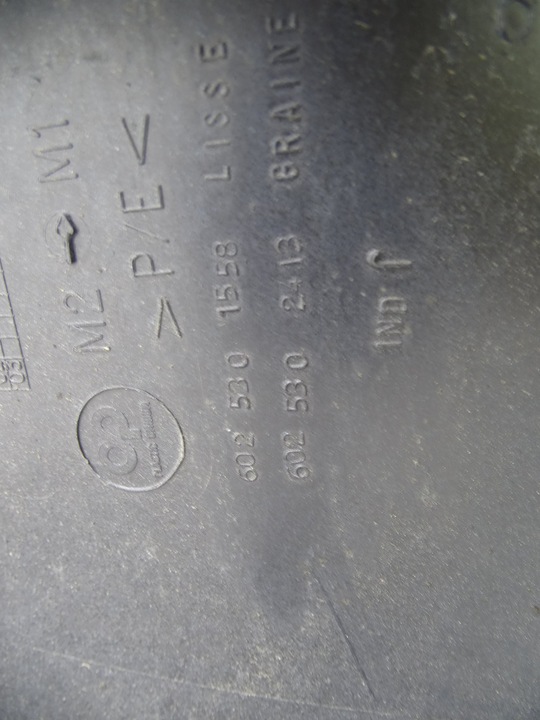 M2 M1
>P/E<
602 530 1558 LISSE
602 530 2413 GRAINE
IND